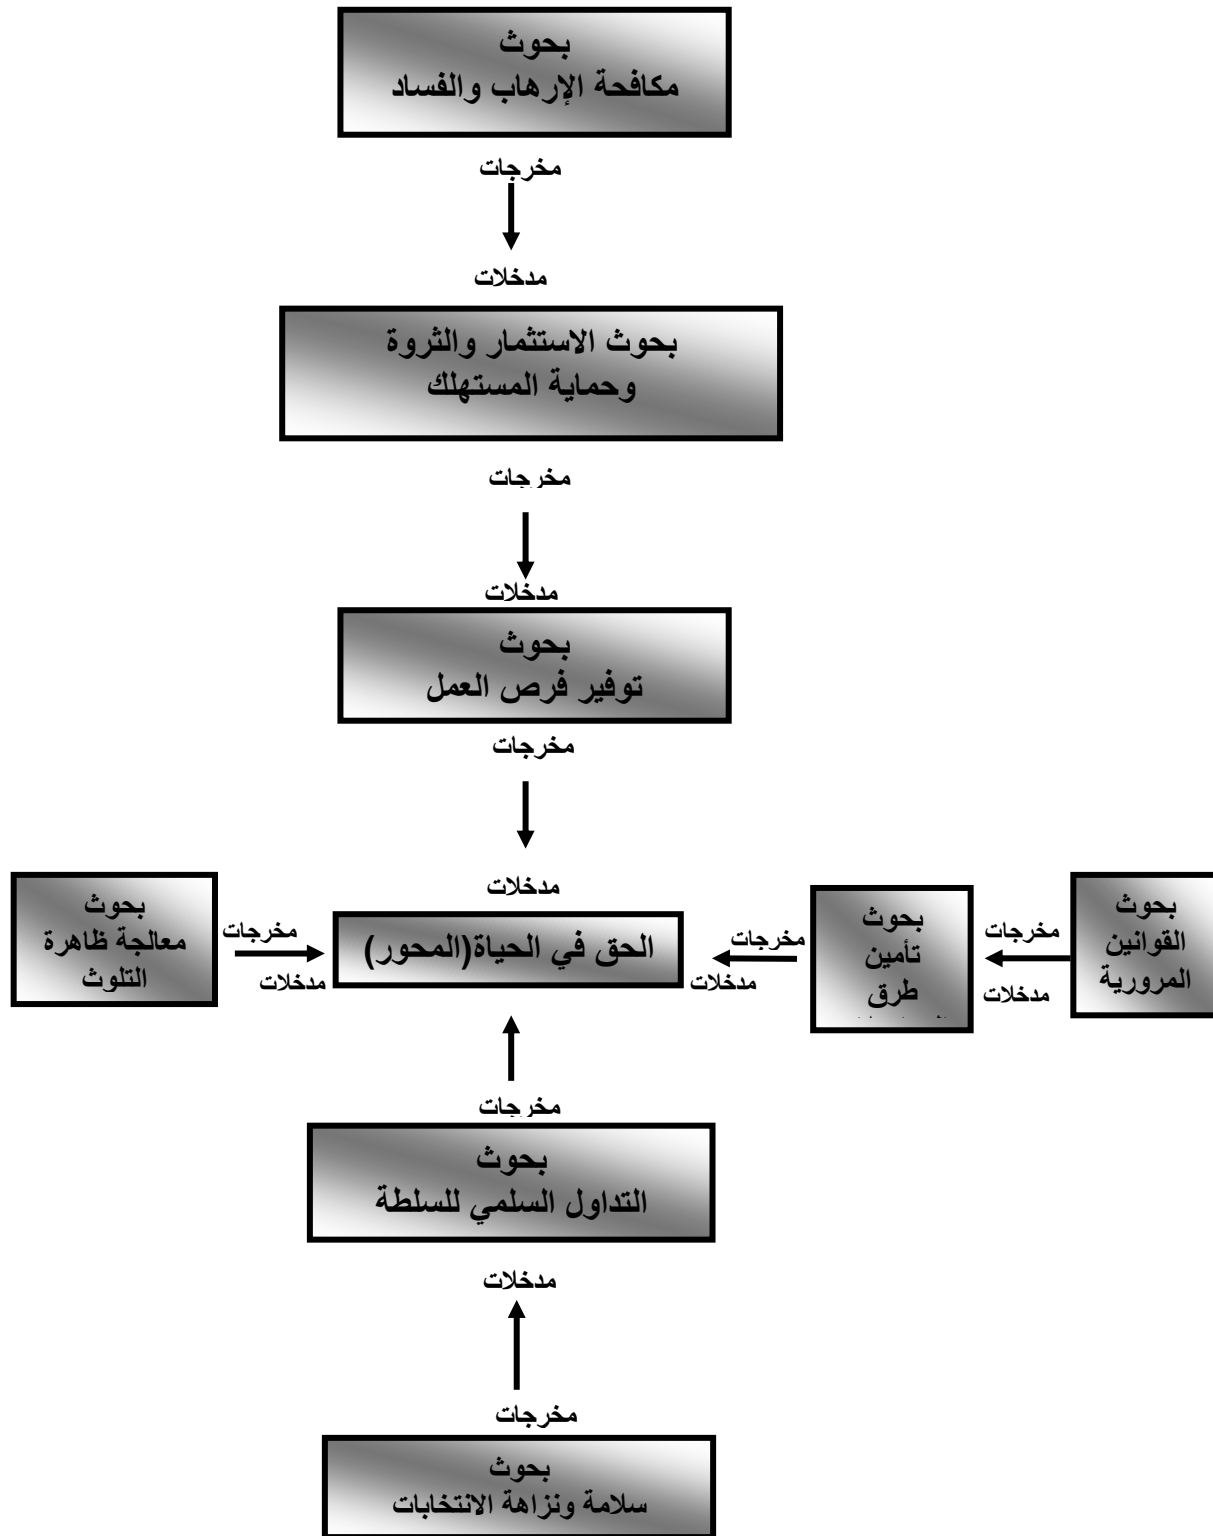 بحوث
مكافحة الإرهاب والفساد
مخرجات
مدخلات
بحوث الاستثمار والثروة
وحماية المستهلك
مخرجات
مدخلات
بحوث
توفير فرص العمل
مخرجات
مدخلات
بحوث
القوانين
المرورية
مخرجات
مدخلات
بحوث
تأمين
طرق
مخرجات
مدخلات
الحق في الحياة(المحور)
مخرجات
مدخلات
بحوث
معالجة ظاهرة
التلوث
مخرجات
بحوث
التداول السلمي للسلطة
مدخلات
مخرجات
بحوث
سلامة ونزاهة الانتخابات